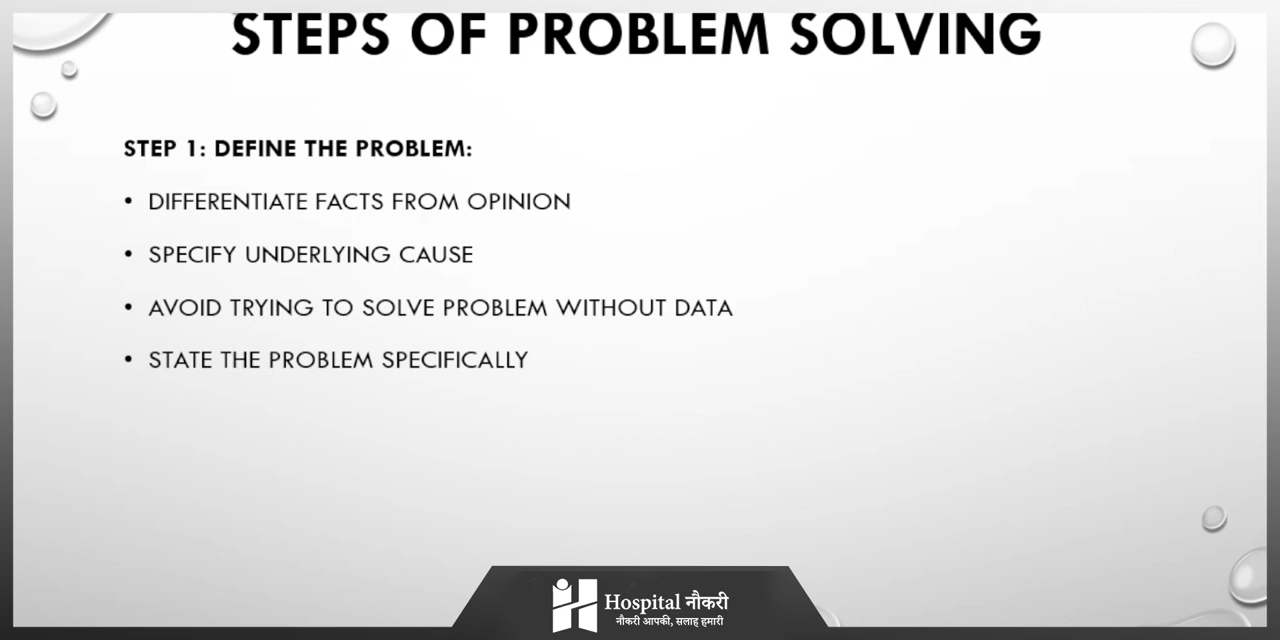 STEPS OF PROBLEM SOLVING
STEP 1: DEFINE THE PROBLEM:
• DIFFERENTIATE FACTS FROM OPINION
• SPECIFY UNDERLYING CAUSE
• AVOID TRYING TO SOLVE PROBLEM WITHOUT DATA
• STATE THE PROBLEM SPECIFICALLY
Hospital नौकरी
नौकरी आपकी, सलाह हमारी